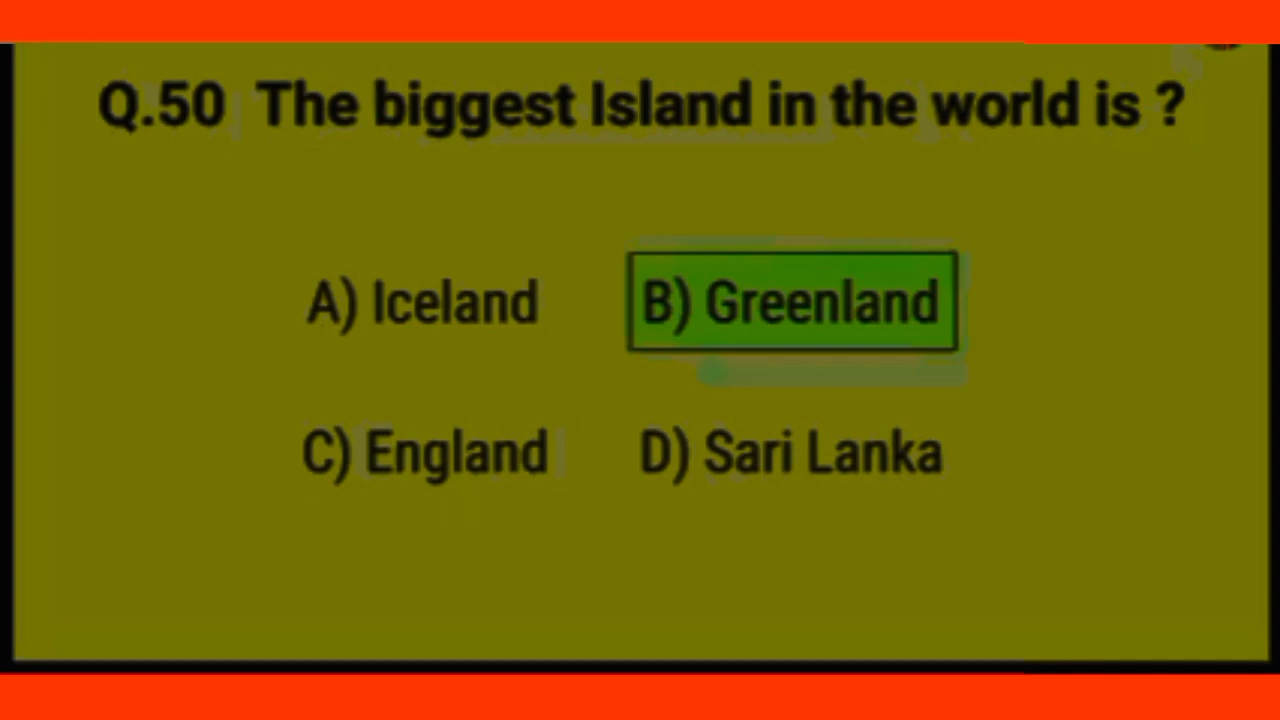 Q.50 The biggest Island in the world is ?
A) Iceland B) Greenland
C) England D) Sari Lanka